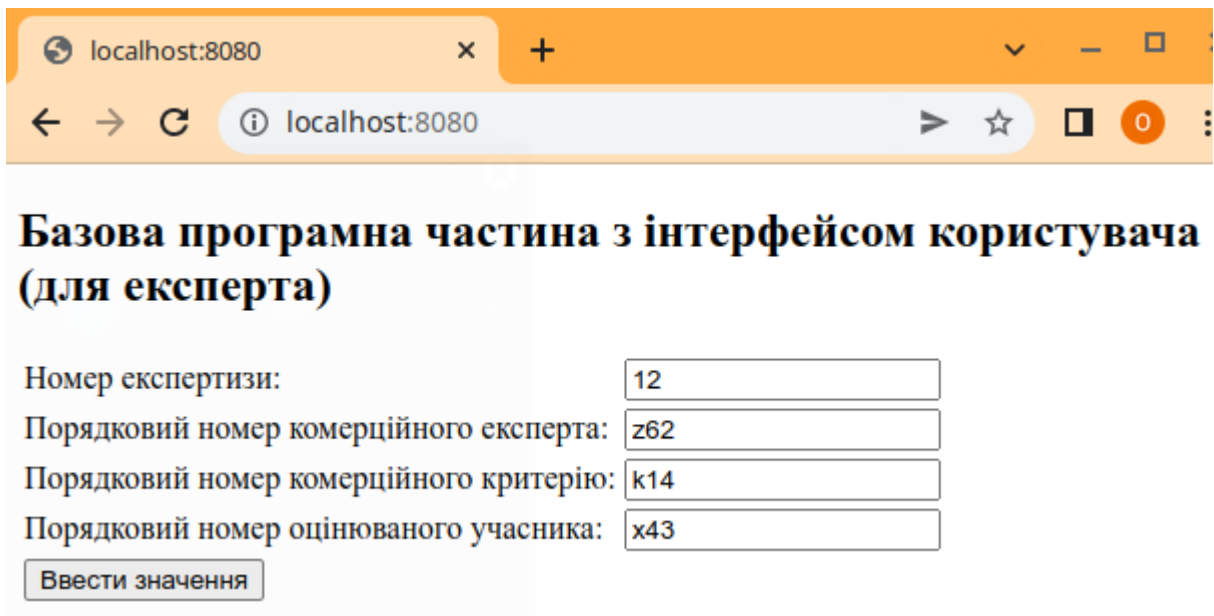 localhost:8080
localhost:8080
O
Базова програмна частина з інтерфейсом користувача
(для експерта)
Номер експертизи: 12
Порядковий номер комерційного експерта: z62
Порядковий номер комерційного критерію: k14
Порядковий номер оцінюваного учасника: x43
Ввести значення